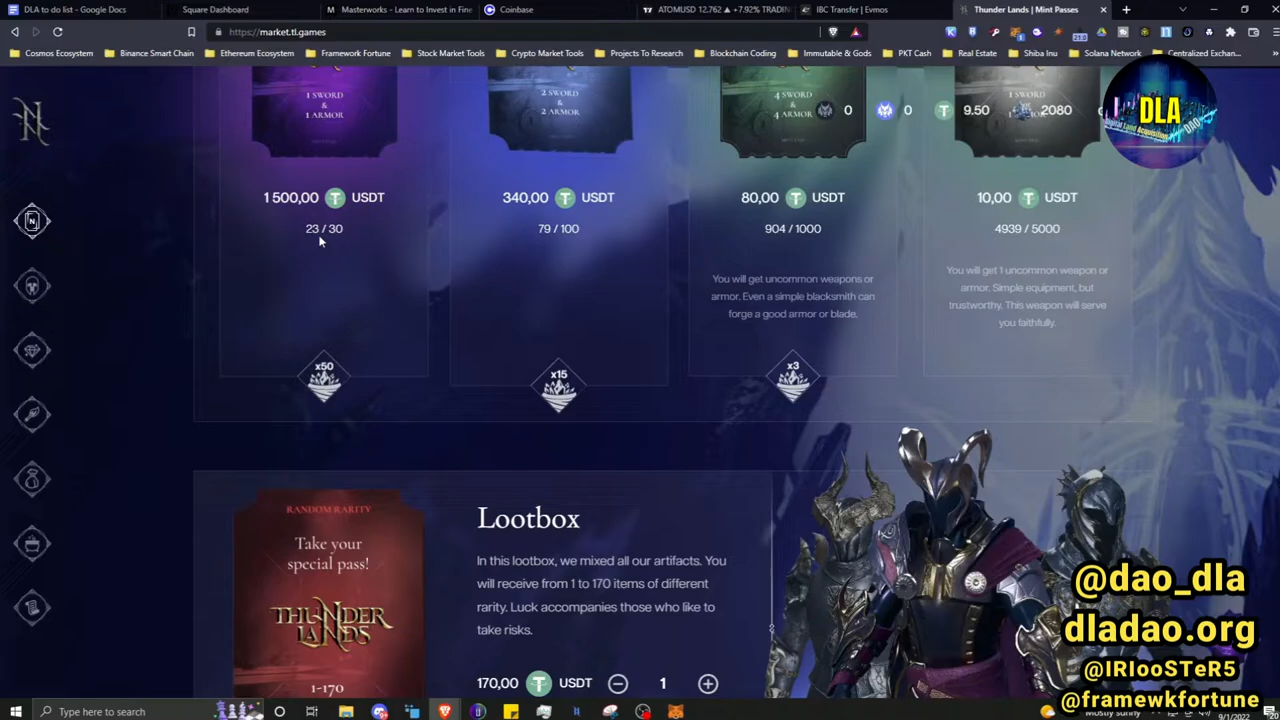 DLA to do list - Google Docs
Square Dashboard
Masterworks - Learn to Invest in Fine
Coinbase
ATOMUSD 12.762 ▲ +7.92% TRADIN
IBC Transfer | Evmos
Thunder Lands | Mint Passes
https://market.tl.games
Cosmos Ecosystem
Binance Smart Chain
Ethereum Ecosystem
Framework Fortune
Stock Market Tools
Crypto Market Tools
Projects To Research
Blockchain Coding
Immutable & Gods
PKT Cash
Real Estate
Shiba Inu
Solana Network
Centralized Exchan...
1 SWORD
&
1 ARMOR
2 SWORD
&
2 ARMOR
4 SWORD
&
4 ARMOR
1 SWORD
&
0
0
9.50
2080
DLA
Digital Land Acquisition
DAO
1 500,00 USDT
340,00 USDT
80,00 USDT
10,00 USDT
23 / 30
79 / 100
904 / 1000
4939 / 5000
You will get uncommon weapons or
armor. Even a simple blacksmith can
forge a good armor or blade.
You will get 1 uncommon weapon or
armor. Simple equipment, but
trustworthy. This weapon will serve
you faithfully.
x50
x15
x3
RANDOM RARITY
Take your
special pass!
THUNDER
LANDS
1-170
Lootbox
In this lootbox, we mixed all our artifacts. You
will receive from 1 to 170 items of different
rarity. Luck accompanies those who like to
take risks.
170,00 USDT
1
@dao_dla
dladao.org
@IRIooSTeR5
@framewkfortune
Type here to search
Mostly sunny
9/1/2022